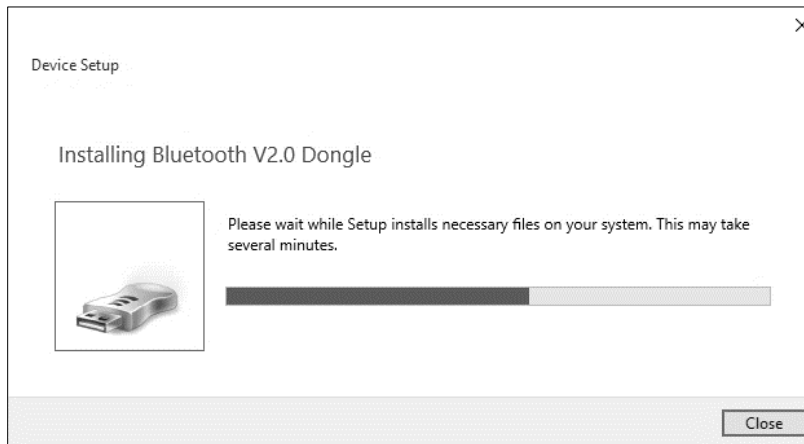 Device Setup
Installing Bluetooth V2.0 Dongle
Please wait while Setup installs necessary files on your system. This may take
several minutes.
Close